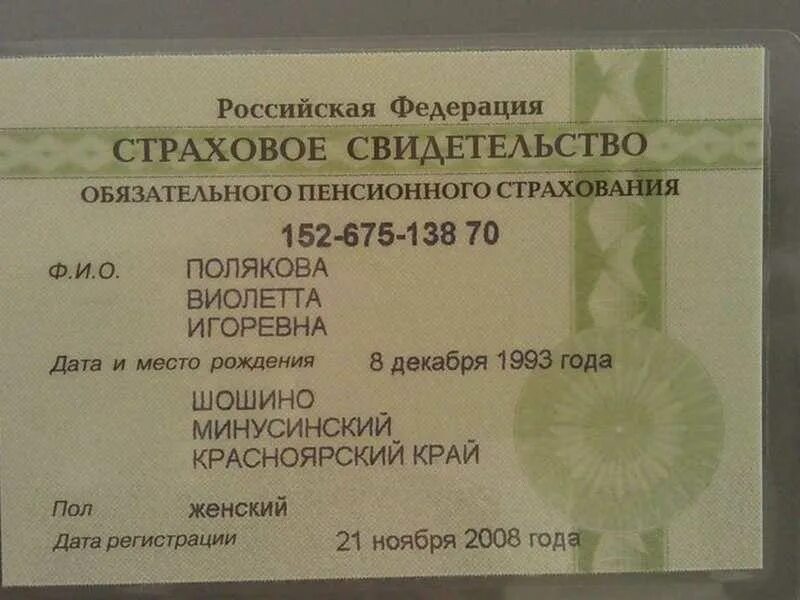 Российская Федерация
СТРАХОВОЕ СВИДЕТЕЛЬСТВО
ОБЯЗАТЕЛЬНОГО ПЕНСИОННОГО СТРАХОВАНИЯ
152-675-138 70
Ф.И.О. ПОЛЯКОВА
ВИОЛЕТТА
ИГОРЕВНА
Дата и место рождения 8 декабря 1993 года
ШОШИНО
МИНУСИНСКИЙ
КРАСНОЯРСКИЙ КРАЙ
Пол женский
Дата регистрации 21 ноября 2008 года